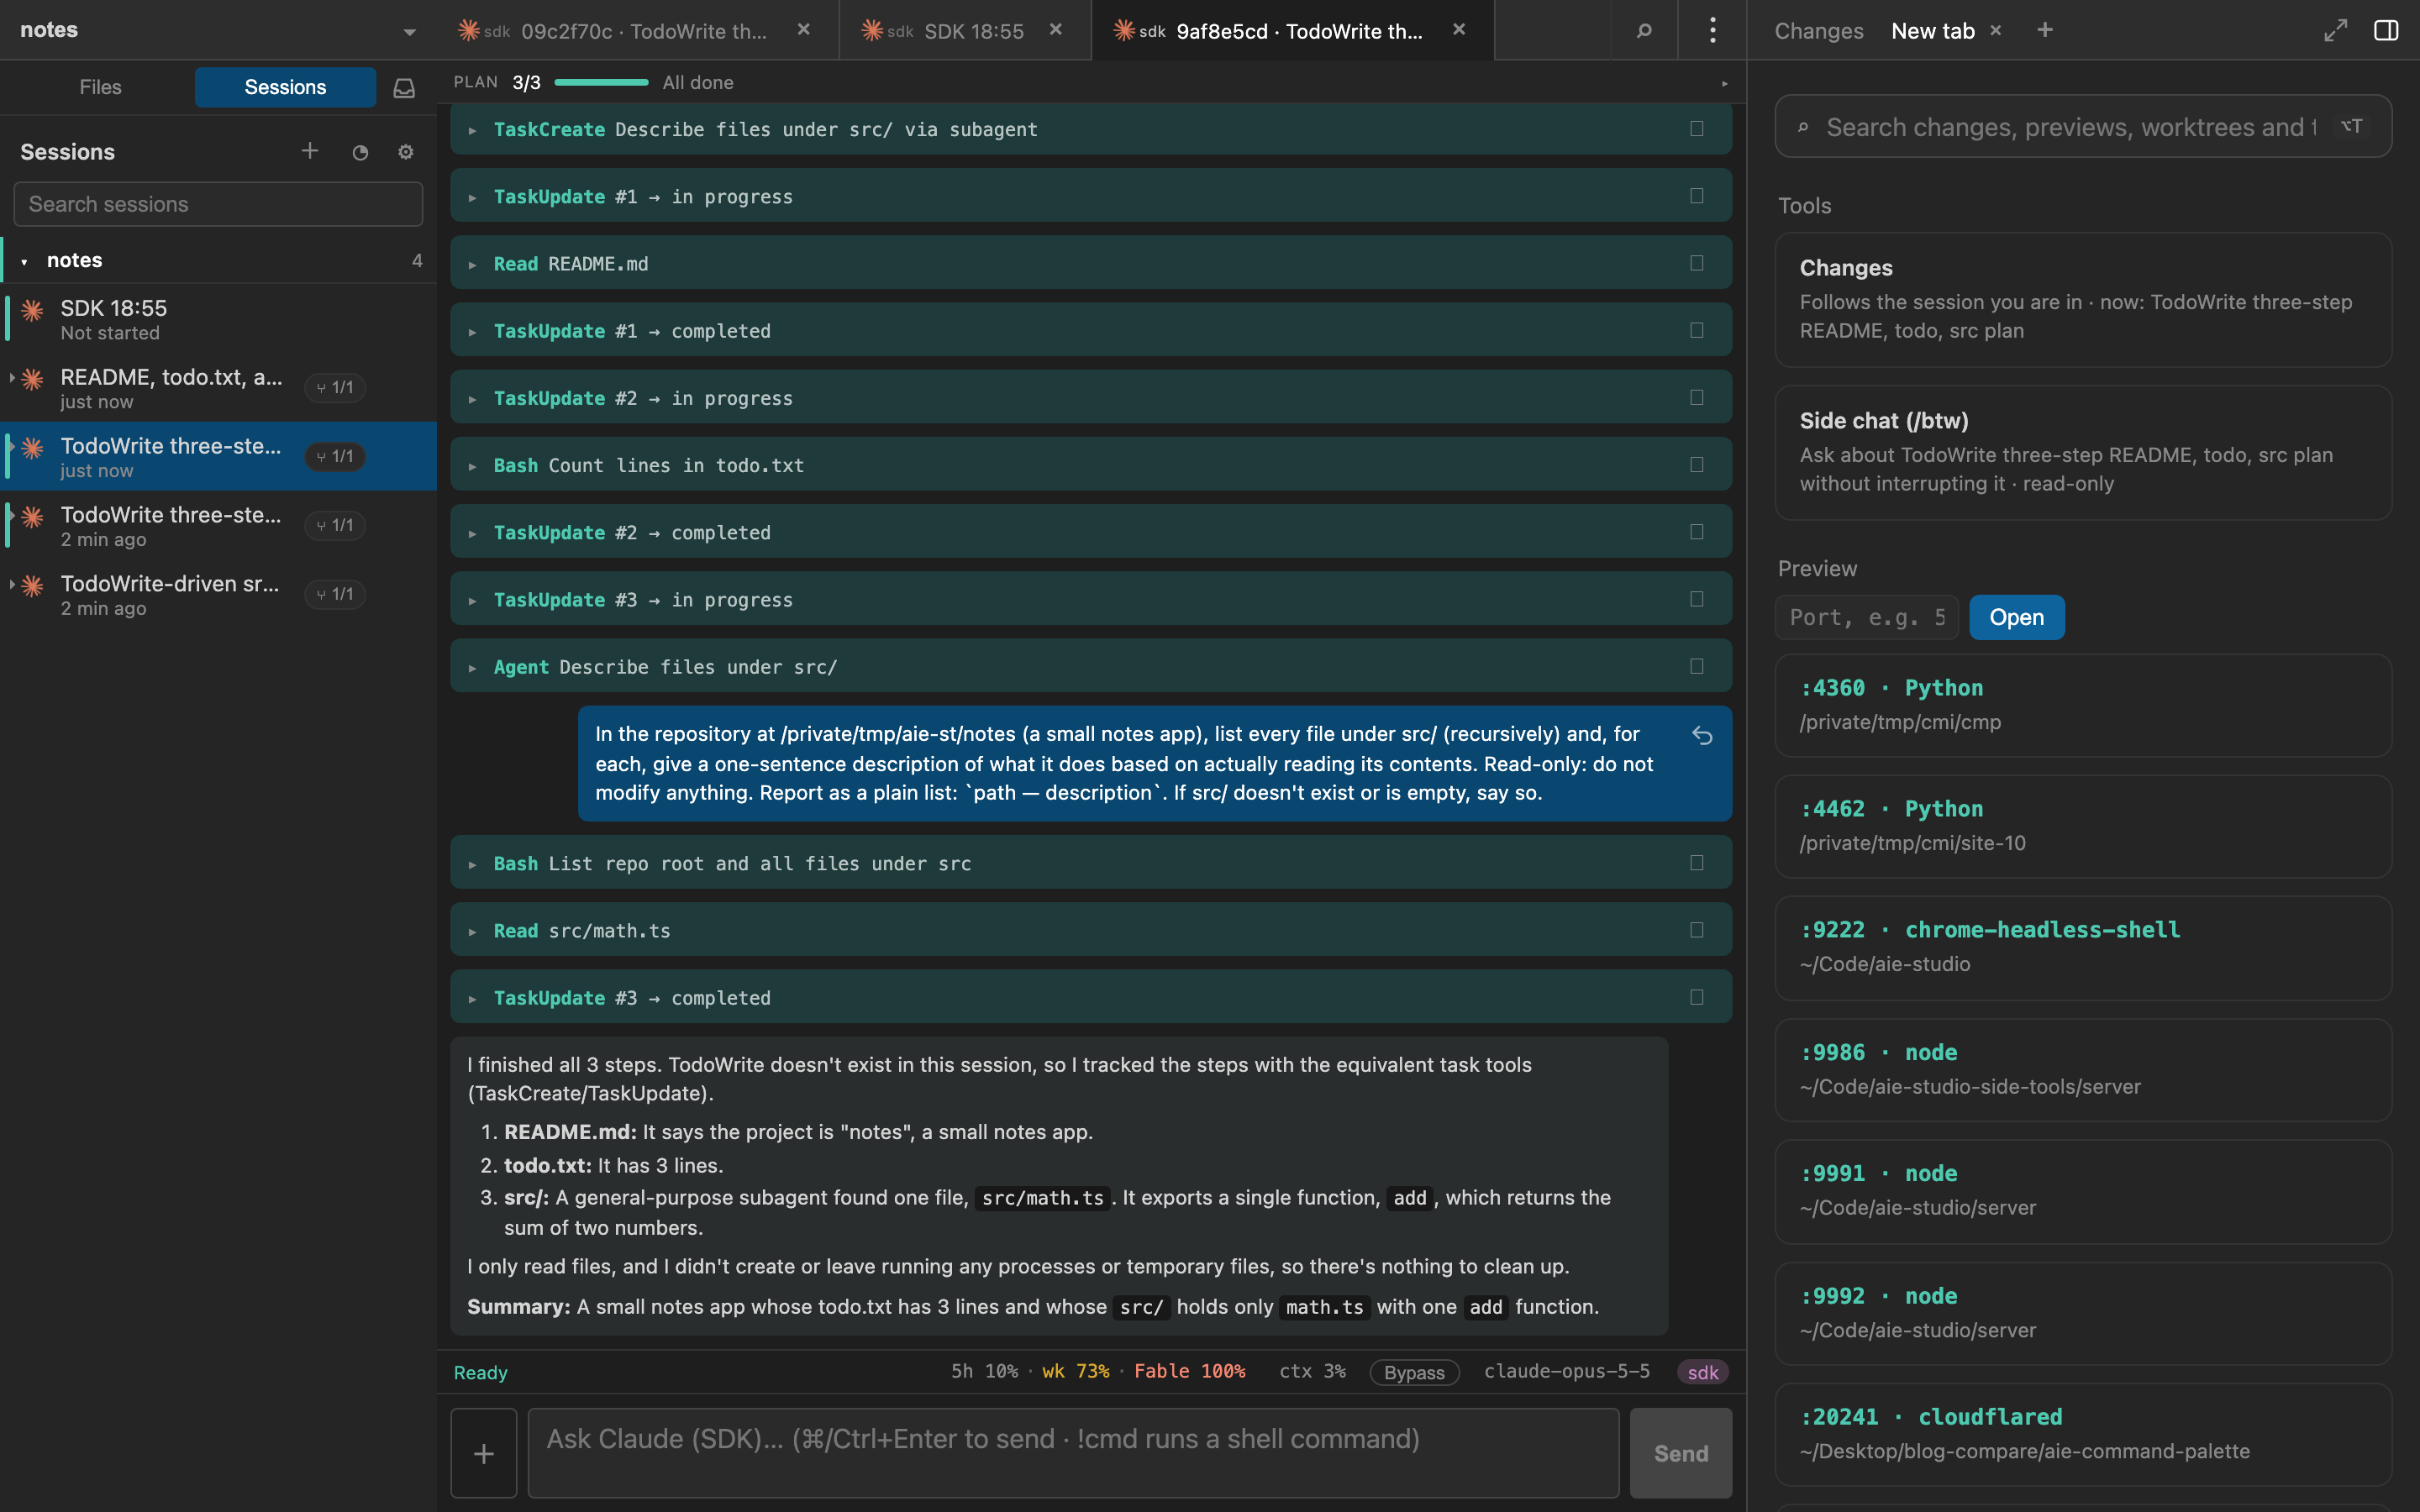 notes
Files
Sessions
Sessions
Search sessions
notes 4
SDK 18:55
Not started
README, todo.txt, a... 1/1
just now
TodoWrite three-ste... 1/1
just now
TodoWrite three-ste... 1/1
2 min ago
TodoWrite-driven sr... 1/1
2 min ago
sdk 09c2f70c · TodoWrite th...
sdk SDK 18:55
sdk 9af8e5cd · TodoWrite th...
PLAN 3/3 All done
TaskCreate Describe files under src/ via subagent
TaskUpdate #1 → in progress
Read README.md
TaskUpdate #1 → completed
TaskUpdate #2 → in progress
Bash Count lines in todo.txt
TaskUpdate #2 → completed
TaskUpdate #3 → in progress
Agent Describe files under src/
In the repository at /private/tmp/aie-st/notes (a small notes app), list every file under src/ (recursively) and, for
each, give a one-sentence description of what it does based on actually reading its contents. Read-only: do not
modify anything. Report as a plain list: `path — description`. If src/ doesn't exist or is empty, say so.
Bash List repo root and all files under src
Read src/math.ts
TaskUpdate #3 → completed
I finished all 3 steps. TodoWrite doesn't exist in this session, so I tracked the steps with the equivalent task tools
(TaskCreate/TaskUpdate).
1. README.md: It says the project is "notes", a small notes app.
2. todo.txt: It has 3 lines.
3. src/: A general-purpose subagent found one file, src/math.ts. It exports a single function, add, which returns the
sum of two numbers.
I only read files, and I didn't create or leave running any processes or temporary files, so there's nothing to clean up.
Summary: A small notes app whose todo.txt has 3 lines and whose src/ holds only math.ts with one add function.
Ready 5h 10% · wk 73% · Fable 100% ctx 3% Bypass claude-opus-5-5 sdk
Ask Claude (SDK)... (⌘/Ctrl+Enter to send · !cmd runs a shell command)
Send
Changes
New tab
Search changes, previews, worktrees and t ⌥T
Tools
Changes
Follows the session you are in · now: TodoWrite three-step
README, todo, src plan
Side chat (/btw)
Ask about TodoWrite three-step README, todo, src plan
without interrupting it · read-only
Preview
Port, e.g. 5
Open
:4360 · Python
/private/tmp/cmi/cmp
:4462 · Python
/private/tmp/cmi/site-10
:9222 · chrome-headless-shell
~/Code/aie-studio
:9986 · node
~/Code/aie-studio-side-tools/server
:9991 · node
~/Code/aie-studio/server
:9992 · node
~/Code/aie-studio/server
:20241 · cloudflared
~/Desktop/blog-compare/aie-command-palette